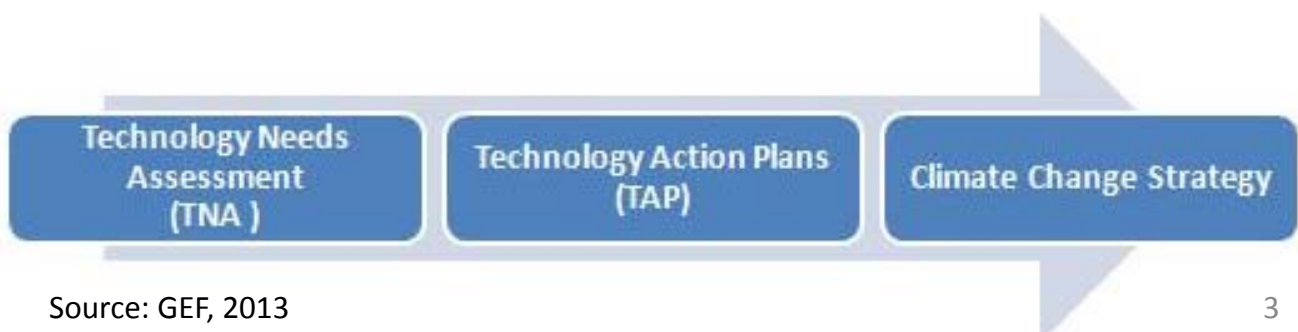 Technology Needs
Assessment
(TNA )
Technology Action Plans
(TAP)
Climate Change Strategy
Source: GEF, 2013
3